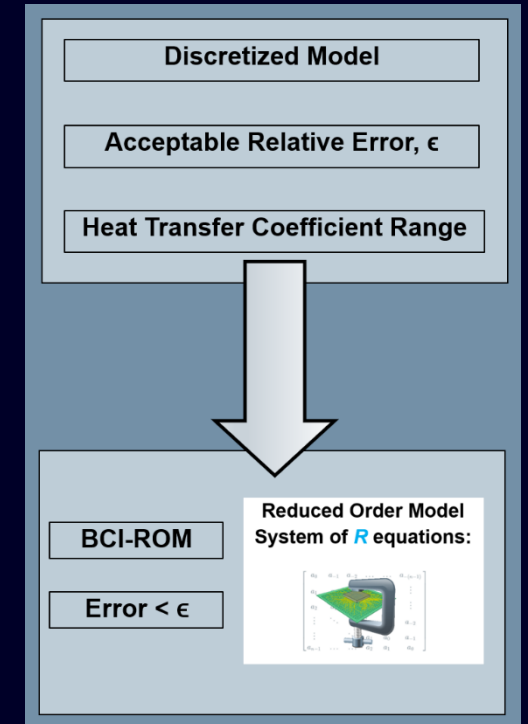 Discretized Model
Acceptable Relative Error, ϵ
Heat Transfer Coefficient Range
BCI-ROM
Error < ϵ
Reduced Order Model
System of R equations: